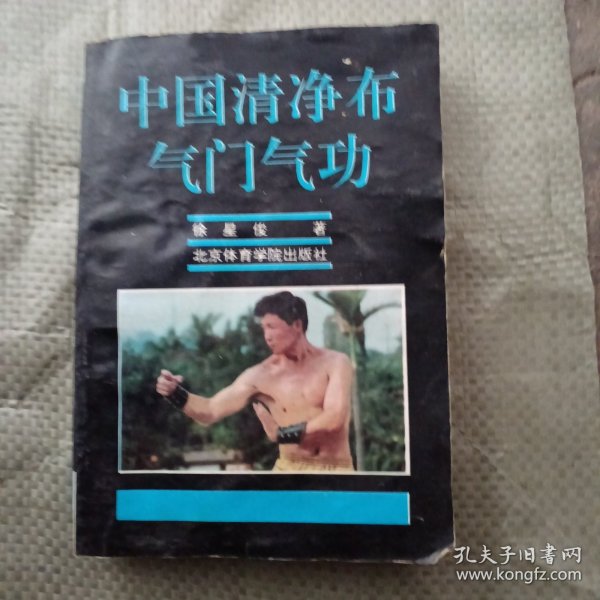 中国清净布
气门气功
徐星俊 著
北京体育学院出版社
孔夫子旧书网
www.kongfz.com